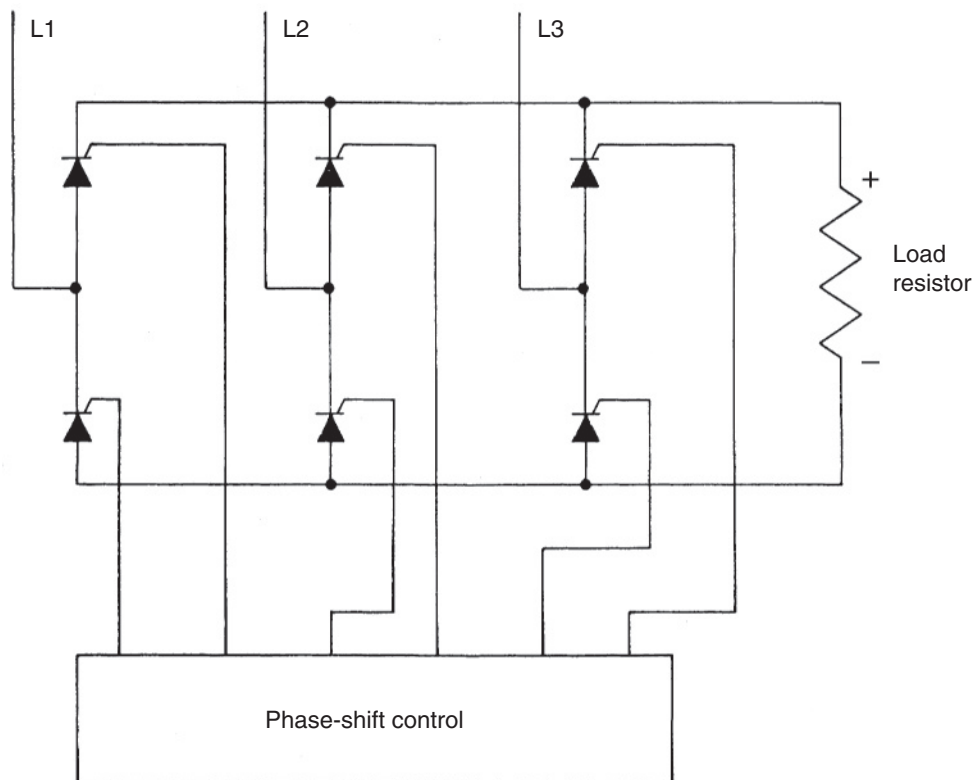 L1
L2
L3
+
Load
resistor
−
Phase-shift control